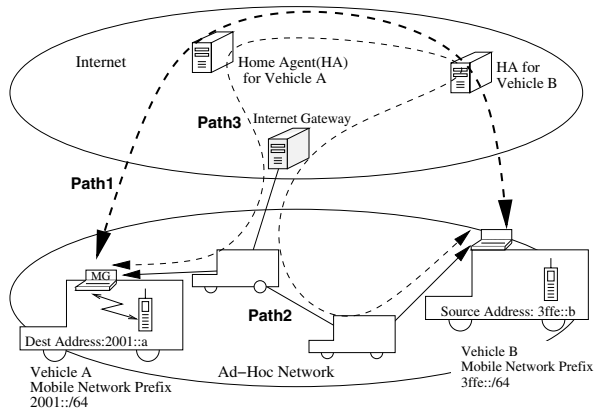 Internet
Home Agent(HA)
for Vehicle A
HA for
Vehicle B
Path3
Internet Gateway
Path1
MG
Dest Address:2001::a
Path2
Source Address: 3ffe::b
Vehicle A
Mobile Network Prefix
2001::/64
Ad-Hoc Network
Vehicle B
Mobile Network Prefix
3ffe::/64